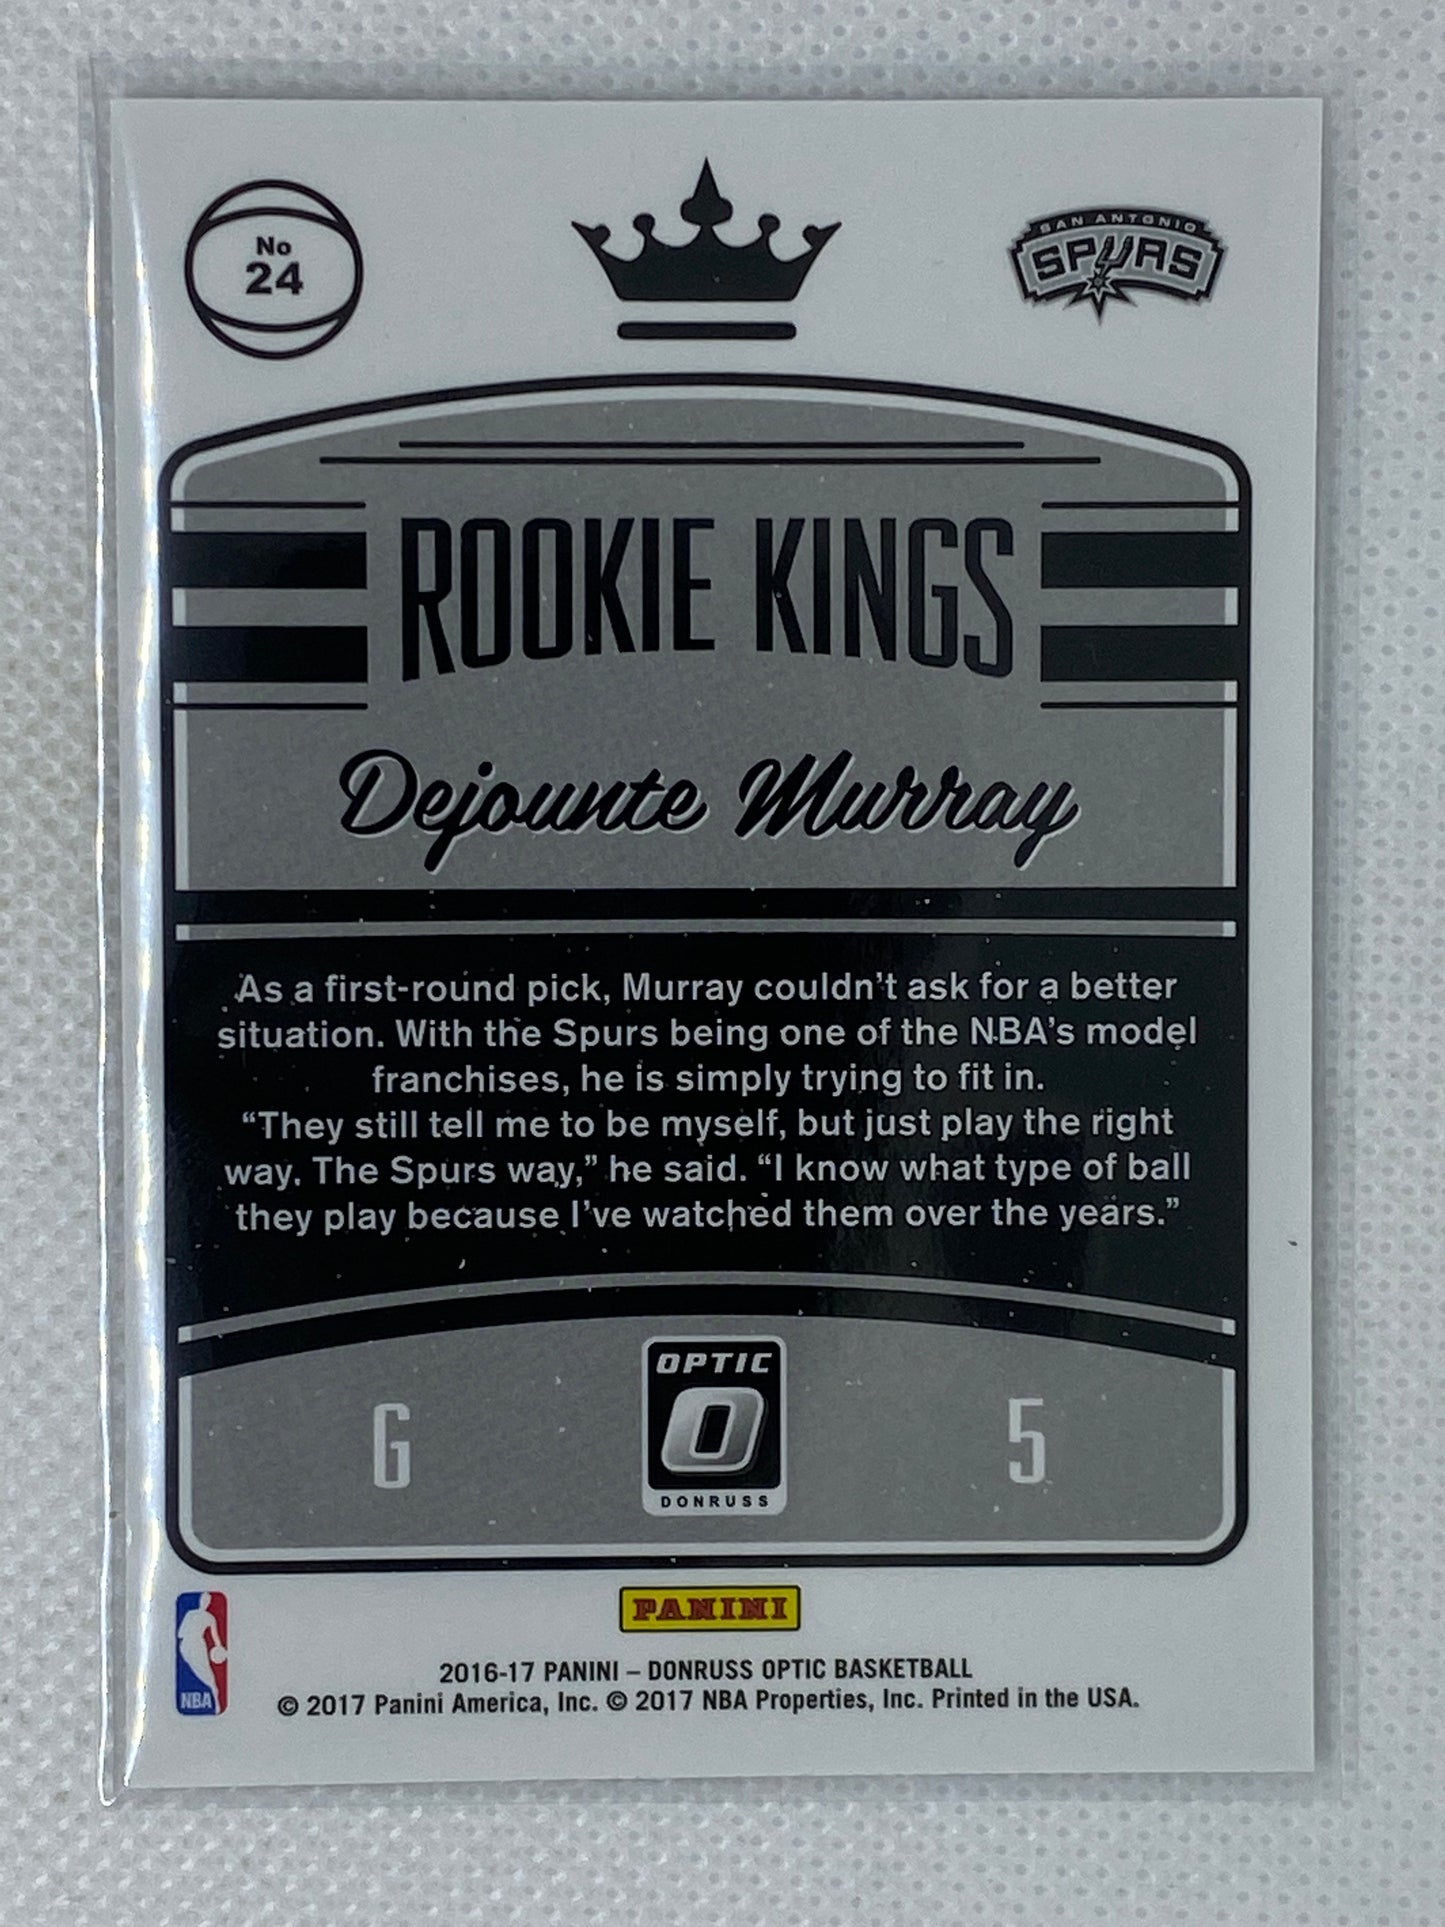 No
24
SAN ANTONIO
SPURS
ROOKIE KINGS
Dejounte Murray
As a first-round pick, Murray couldn't ask for a better
situation. With the Spurs being one of the NBA's model
franchises, he is simply trying to fit in.
“They still tell me to be myself, but just play the right
way. The Spurs way,” he said. “I know what type of ball
they play because I've watched them over the years.”
G
OPTIC
O
DONRUSS
5
PANINI
NBA
2016-17 PANINI – DONRUSS OPTIC BASKETBALL
© 2017 Panini America, Inc. © 2017 NBA Properties, Inc. Printed in the USA.